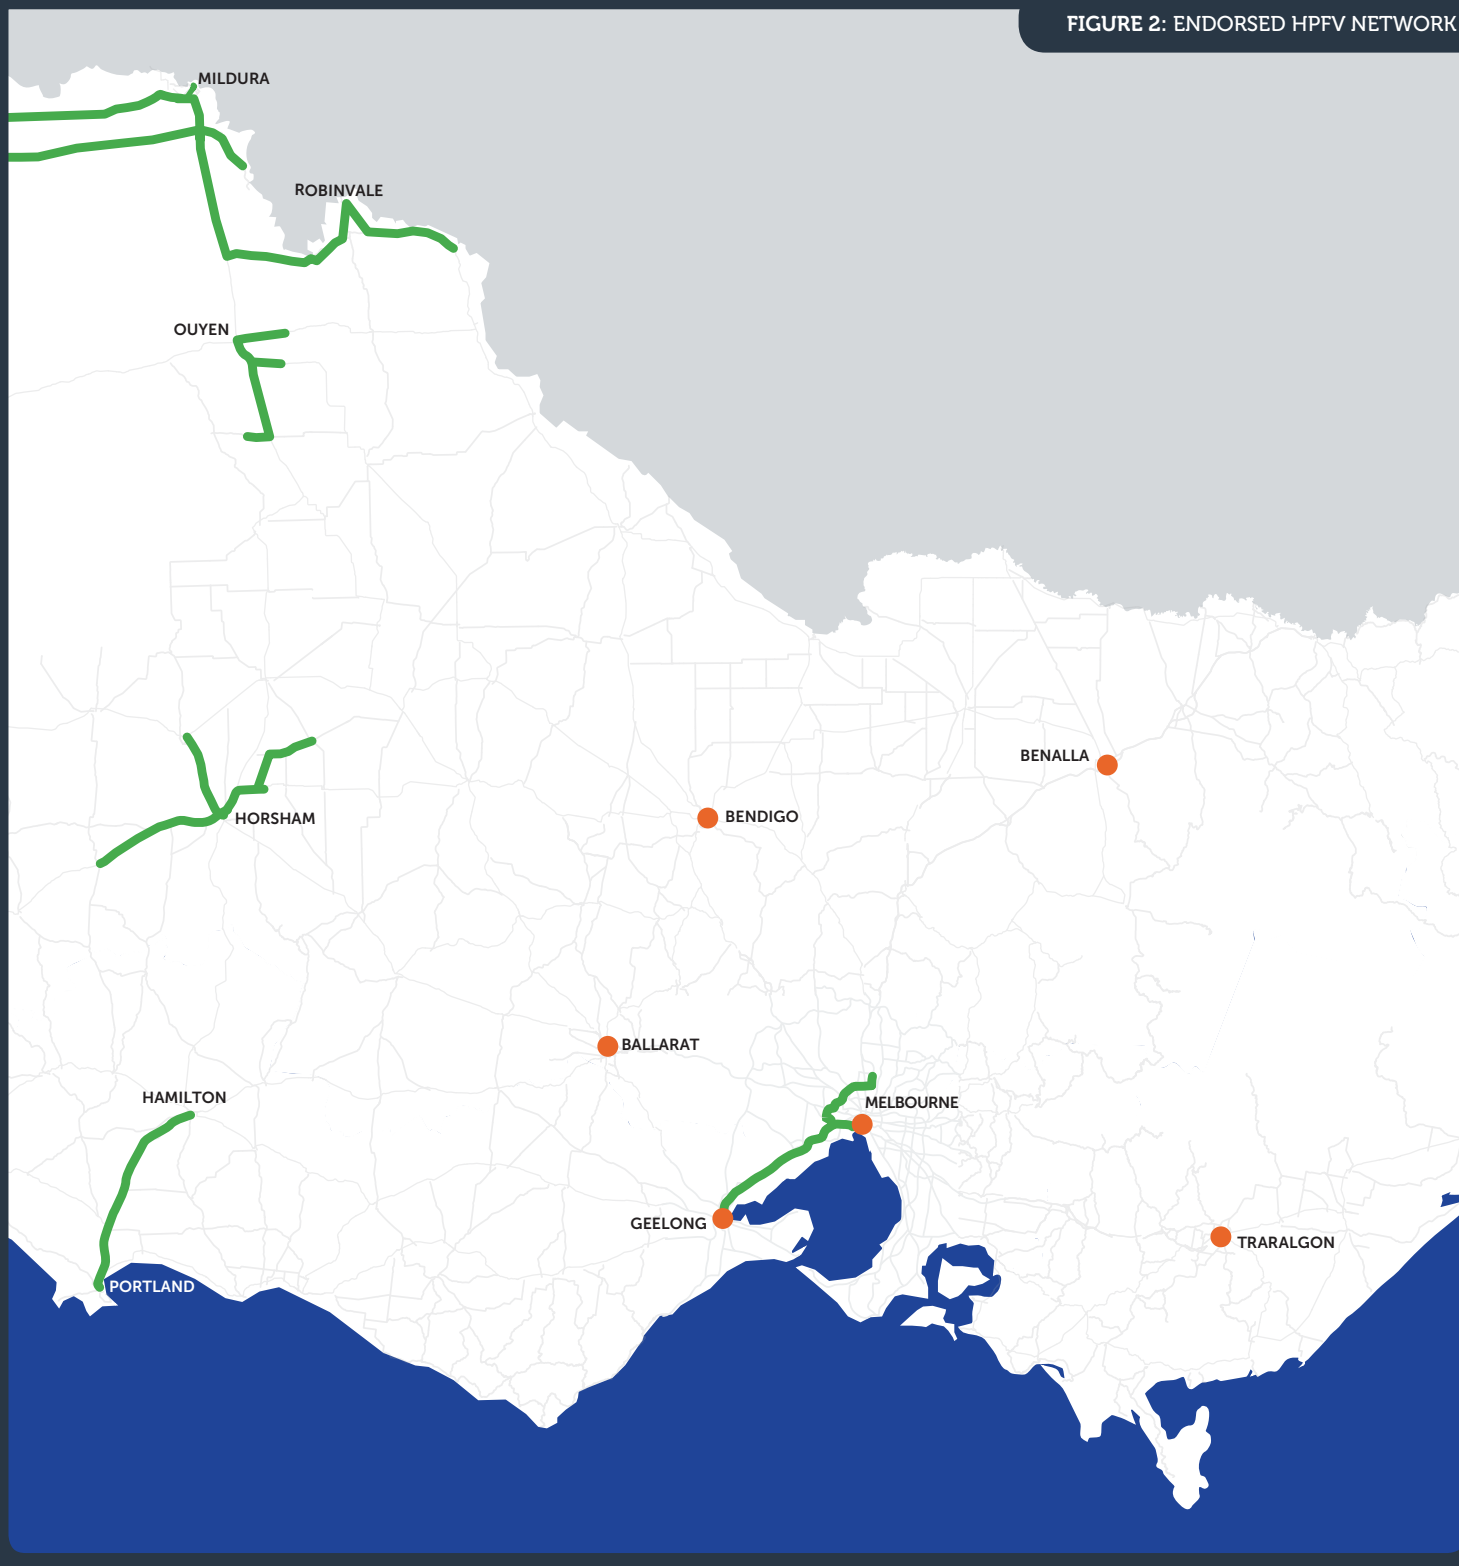 FIGURE 2: ENDORSED HPFV NETWORK
MILDURA
ROBINVALE
OUYEN
BENALLA
BENDIGO
HORSHAM
BALLARAT
HAMILTON
MELBOURNE
GEELONG
TRARALGON
PORTLAND